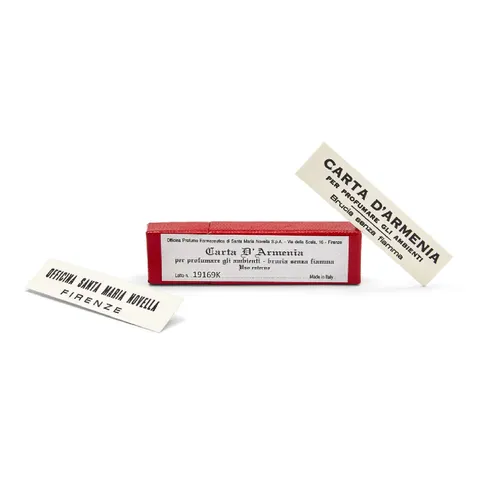 Officina Profumo Farmaceutica di Santa Maria Novella S.p.A. - Via della Scala, 16 - Firenze
Carta D'Armenia
per profumare gli ambienti - brucia senza fiamma
Uso esterno
Lotto n. 19169K
Made in Italy
CARTA D'ARMENIA
PER PROFUMARE GLI AMBIENTI
Brucia senza fiamma
OFFICINA SANTA MARIA NOVELLA
FIRENZE